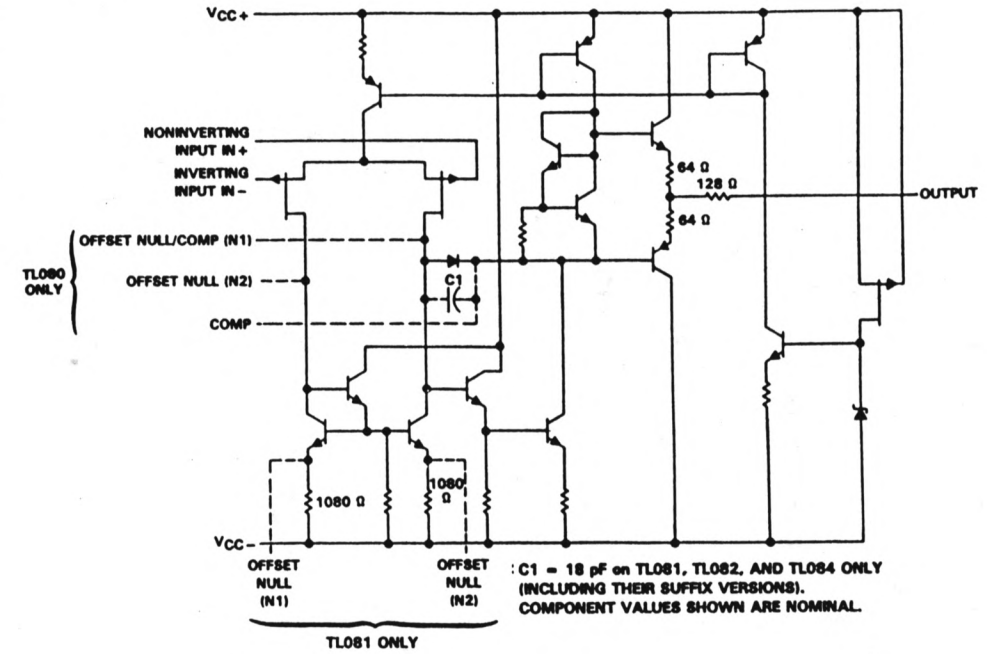 VCC+
NONINVERTING
INPUT IN+
INVERTING
INPUT IN−
64 Ω
128 Ω
OUTPUT
64 Ω
OFFSET NULL/COMP (N1)
TL080
ONLY
OFFSET NULL (N2)
C1
COMP
1080 Ω
1080
Ω
VCC−
OFFSET
NULL
(N1)
OFFSET
NULL
(N2)
TL081 ONLY
: C1 = 18 pF on TL081, TL082, AND TL084 ONLY
(INCLUDING THEIR SUFFIX VERSIONS).
COMPONENT VALUES SHOWN ARE NOMINAL.